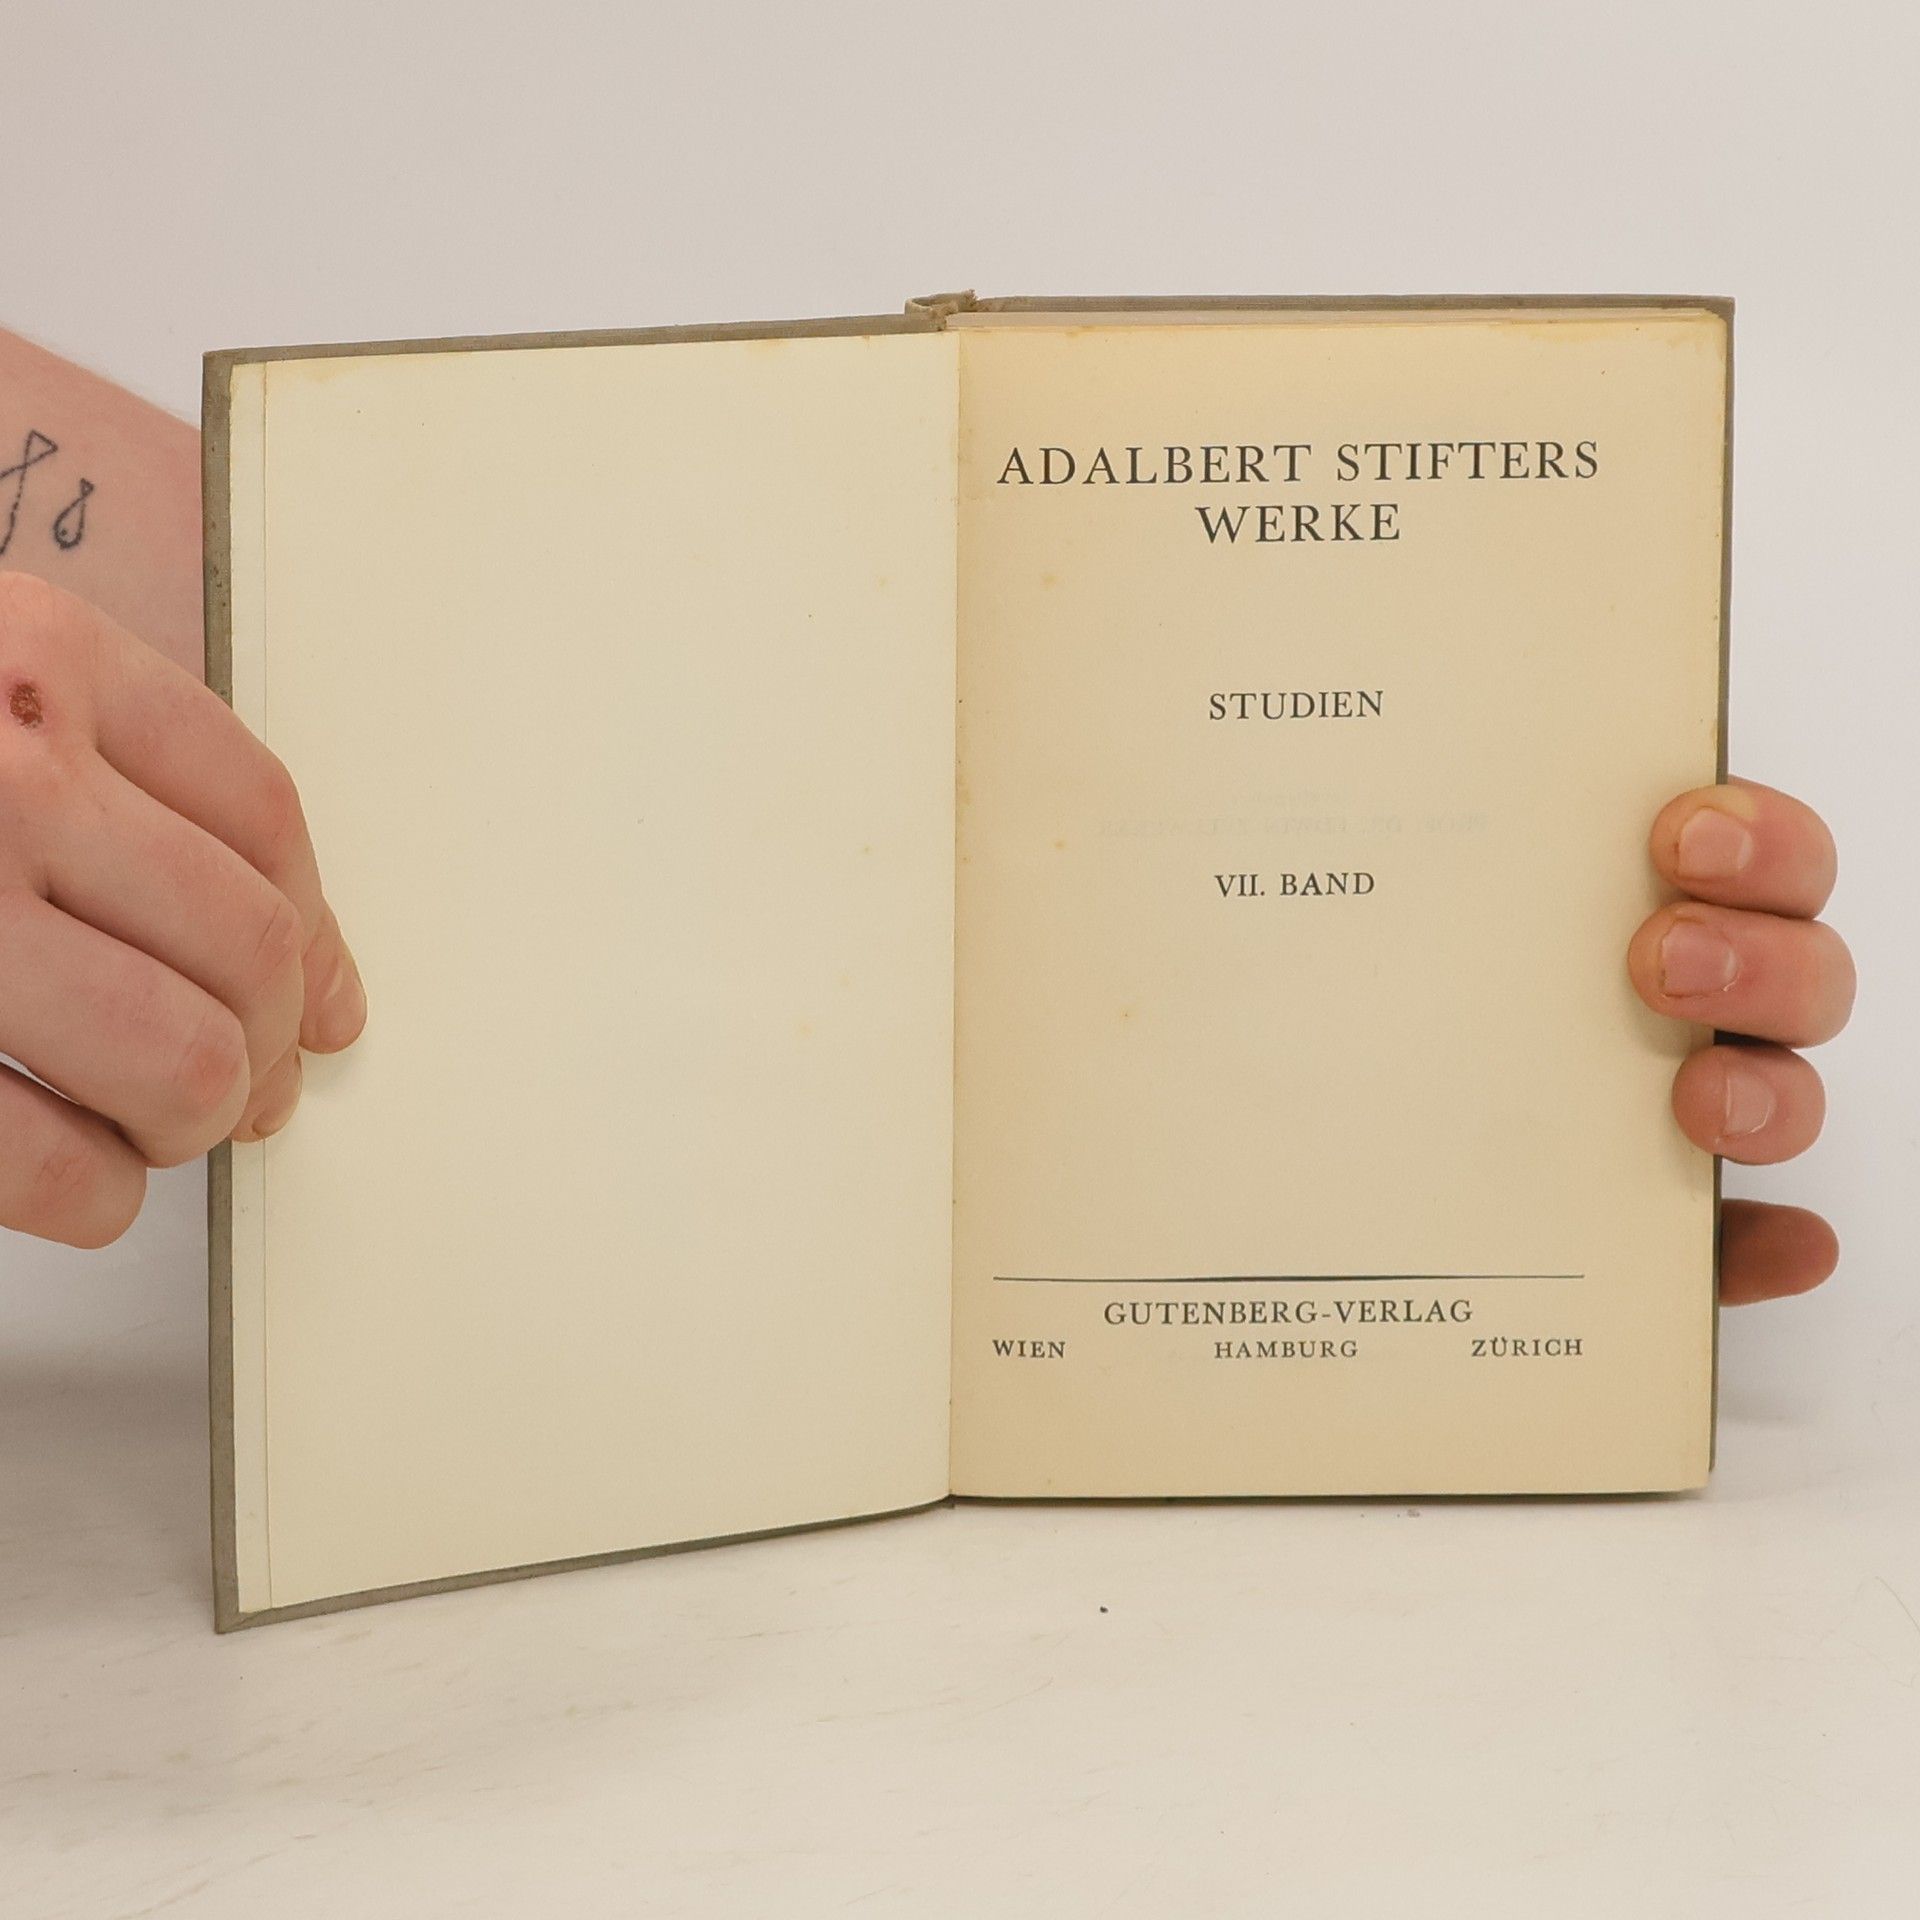 ADALBERT STIFTERS
WERKE
STUDIEN
VII. BAND
GUTENBERG-VERLAG
WIEN HAMBURG ZÜRICH